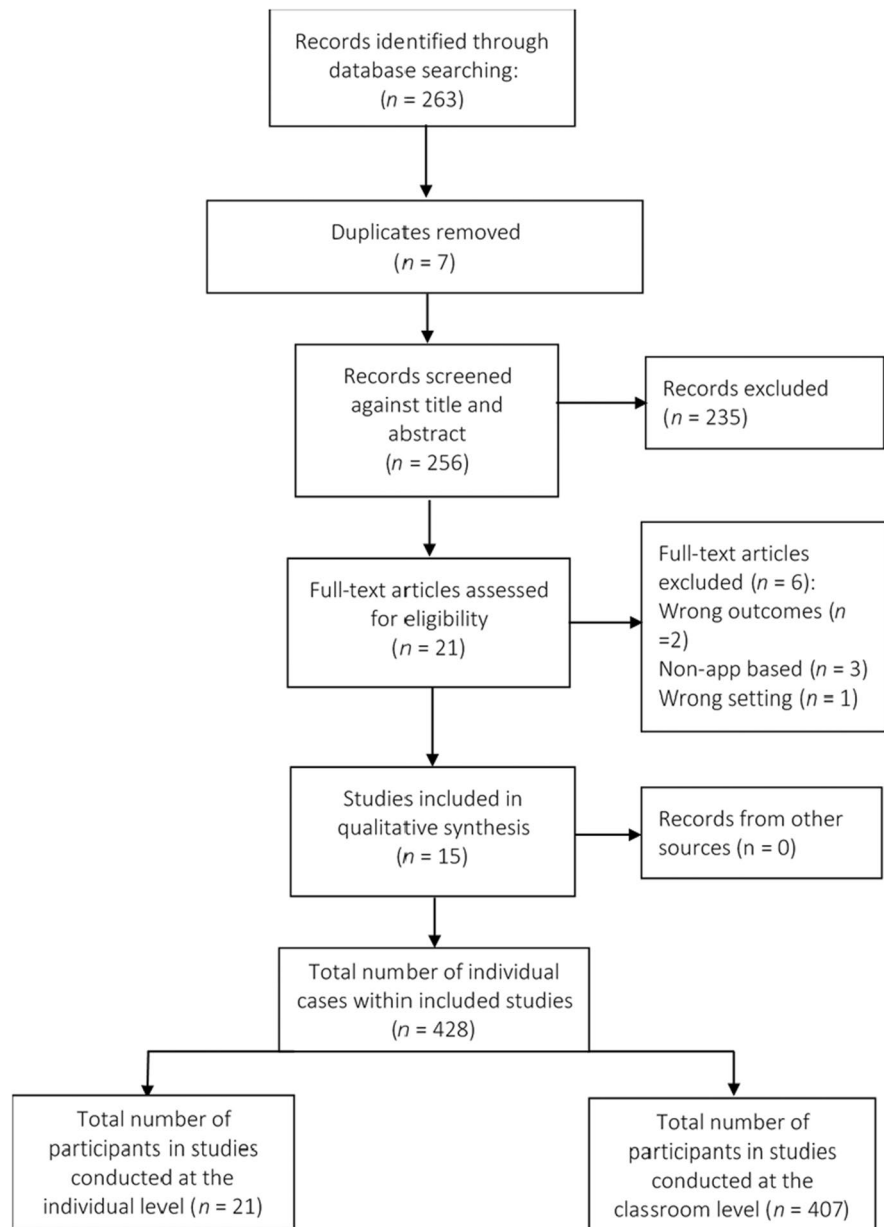 Records identified through
database searching:
(n = 263)
Duplicates removed
(n = 7)
Records screened
against title and
abstract
(n = 256)
Records excluded
(n = 235)
Full-text articles assessed
for eligibility
(n = 21)
Full-text articles
excluded (n = 6):
Wrong outcomes (n
=2)
Non-app based (n = 3)
Wrong setting (n = 1)
Studies included in
qualitative synthesis
(n = 15)
Records from other
sources (n = 0)
Total number of individual
cases within included studies
(n = 428)
Total number of
participants in studies
conducted at the
individual level (n = 21)
Total number of
participants in studies
conducted at the
classroom level (n = 407)